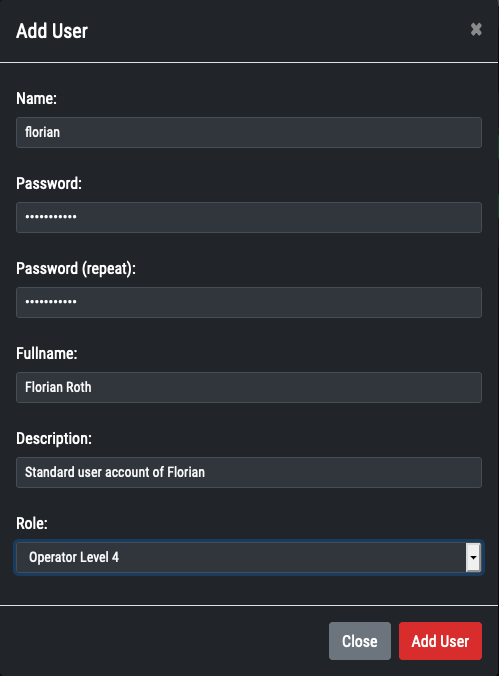 Add User
×
Name:
florian
Password:
•••••••••••
Password (repeat):
•••••••••••
Fullname:
Florian Roth
Description:
Standard user account of Florian
Role:
Operator Level 4
Close
Add User